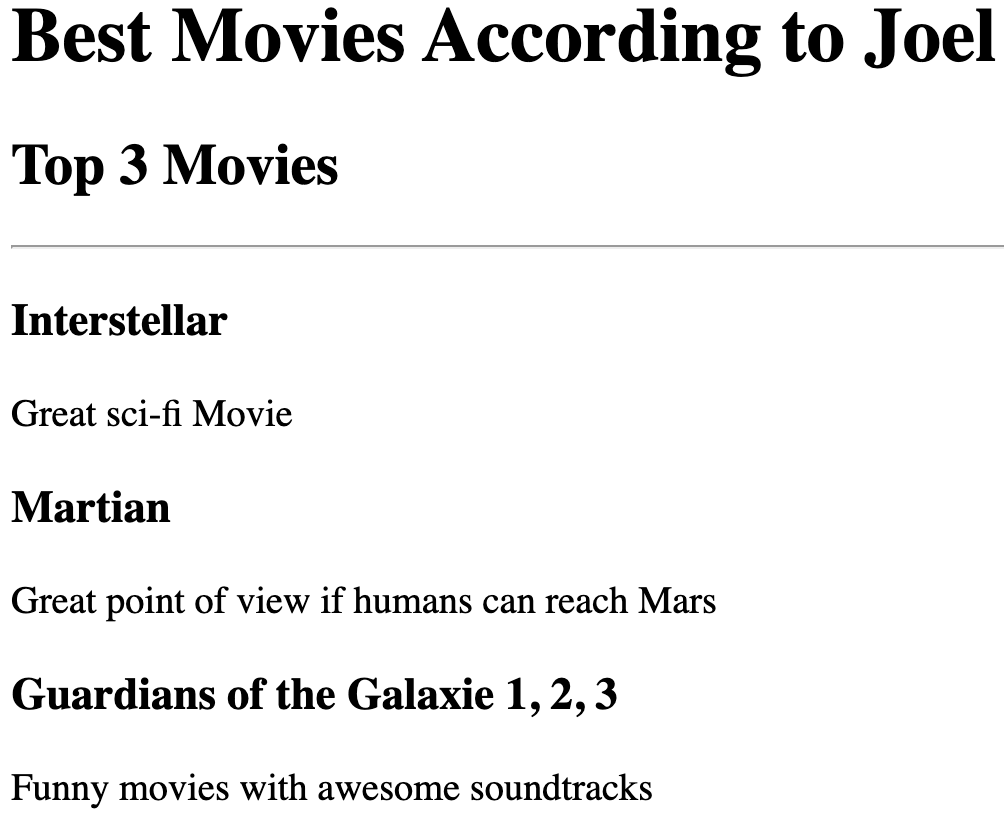 Best Movies According to Joel
Top 3 Movies
Interstellar
Great sci-fi Movie
Martian
Great point of view if humans can reach Mars
Guardians of the Galaxie 1, 2, 3
Funny movies with awesome soundtracks